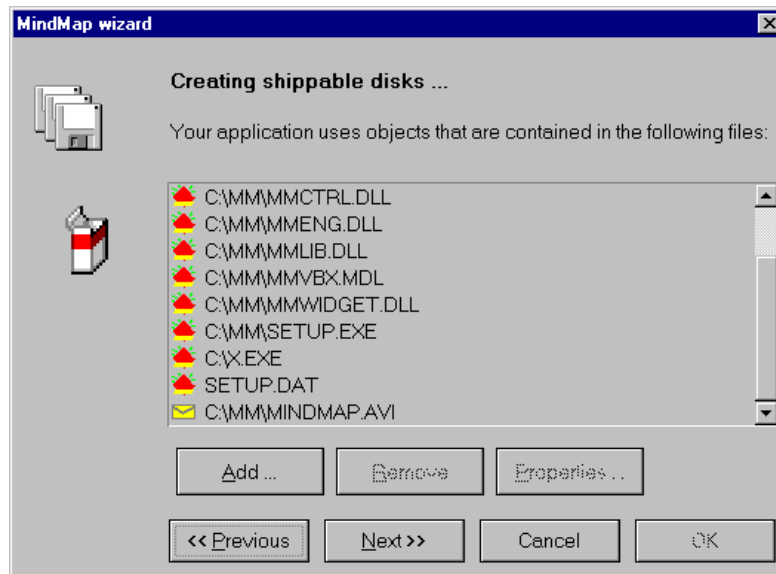 MindMap wizard
Creating shippable disks ...
Your application uses objects that are contained in the following files:
C:\MM\MMCTRL.DLL
C:\MM\MMENG.DLL
C:\MM\MMLIB.DLL
C:\MM\MMVBX.MDL
C:\MM\MMWIDGET.DLL
C:\MM\SETUP.EXE
C:\X.EXE
SETUP.DAT
C:\MM\MINDMAP.AVI
Add ... Remove Properties ..
<< Previous Next >> Cancel OK